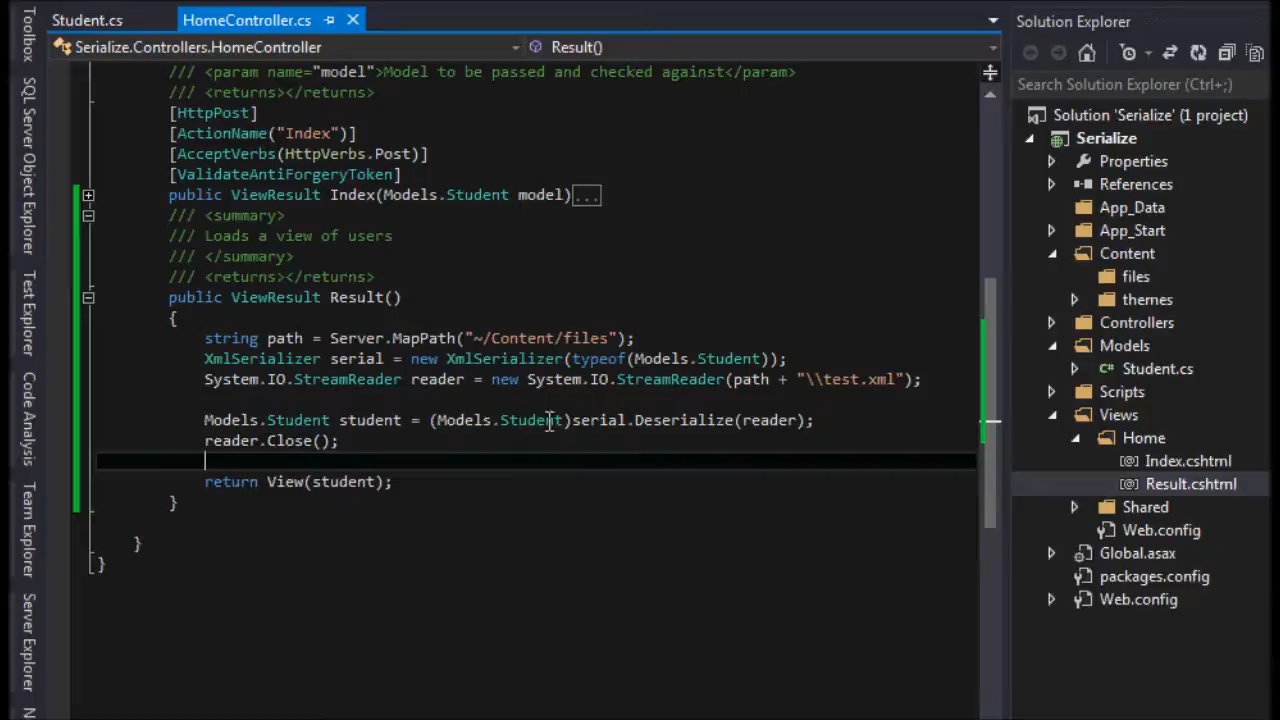 Toolbox
SQL Server Object Explorer
Test Explorer
Code Analysis
Team Explorer
Server Explorer
N
Student.cs
HomeController.cs
Serialize.Controllers.HomeController
Result()
/// <param name="model">Model to be passed and checked against</param>
/// <returns></returns>
[HttpPost]
[ActionName("Index")]
[AcceptVerbs(HttpVerbs.Post)]
[ValidateAntiForgeryToken]
public ViewResult Index(Models.Student model)...
/// <summary>
/// Loads a view of users
/// </summary>
/// <returns></returns>
public ViewResult Result()
{
string path = Server.MapPath("~/Content/files");
XmlSerializer serial = new XmlSerializer(typeof(Models.Student));
System.IO.StreamReader reader = new System.IO.StreamReader(path + "\\test.xml");
Models.Student student = (Models.Student)serial.Deserialize(reader);
reader.Close();
return View(student);
}
}
}
Solution Explorer
Search Solution Explorer (Ctrl+;)
Solution 'Serialize' (1 project)
Serialize
Properties
References
App_Data
App_Start
Content
files
themes
Controllers
Models
C# Student.cs
Scripts
Views
Home
[@] Index.cshtml
[@] Result.cshtml
Shared
Web.config
Global.asax
packages.config
Web.config